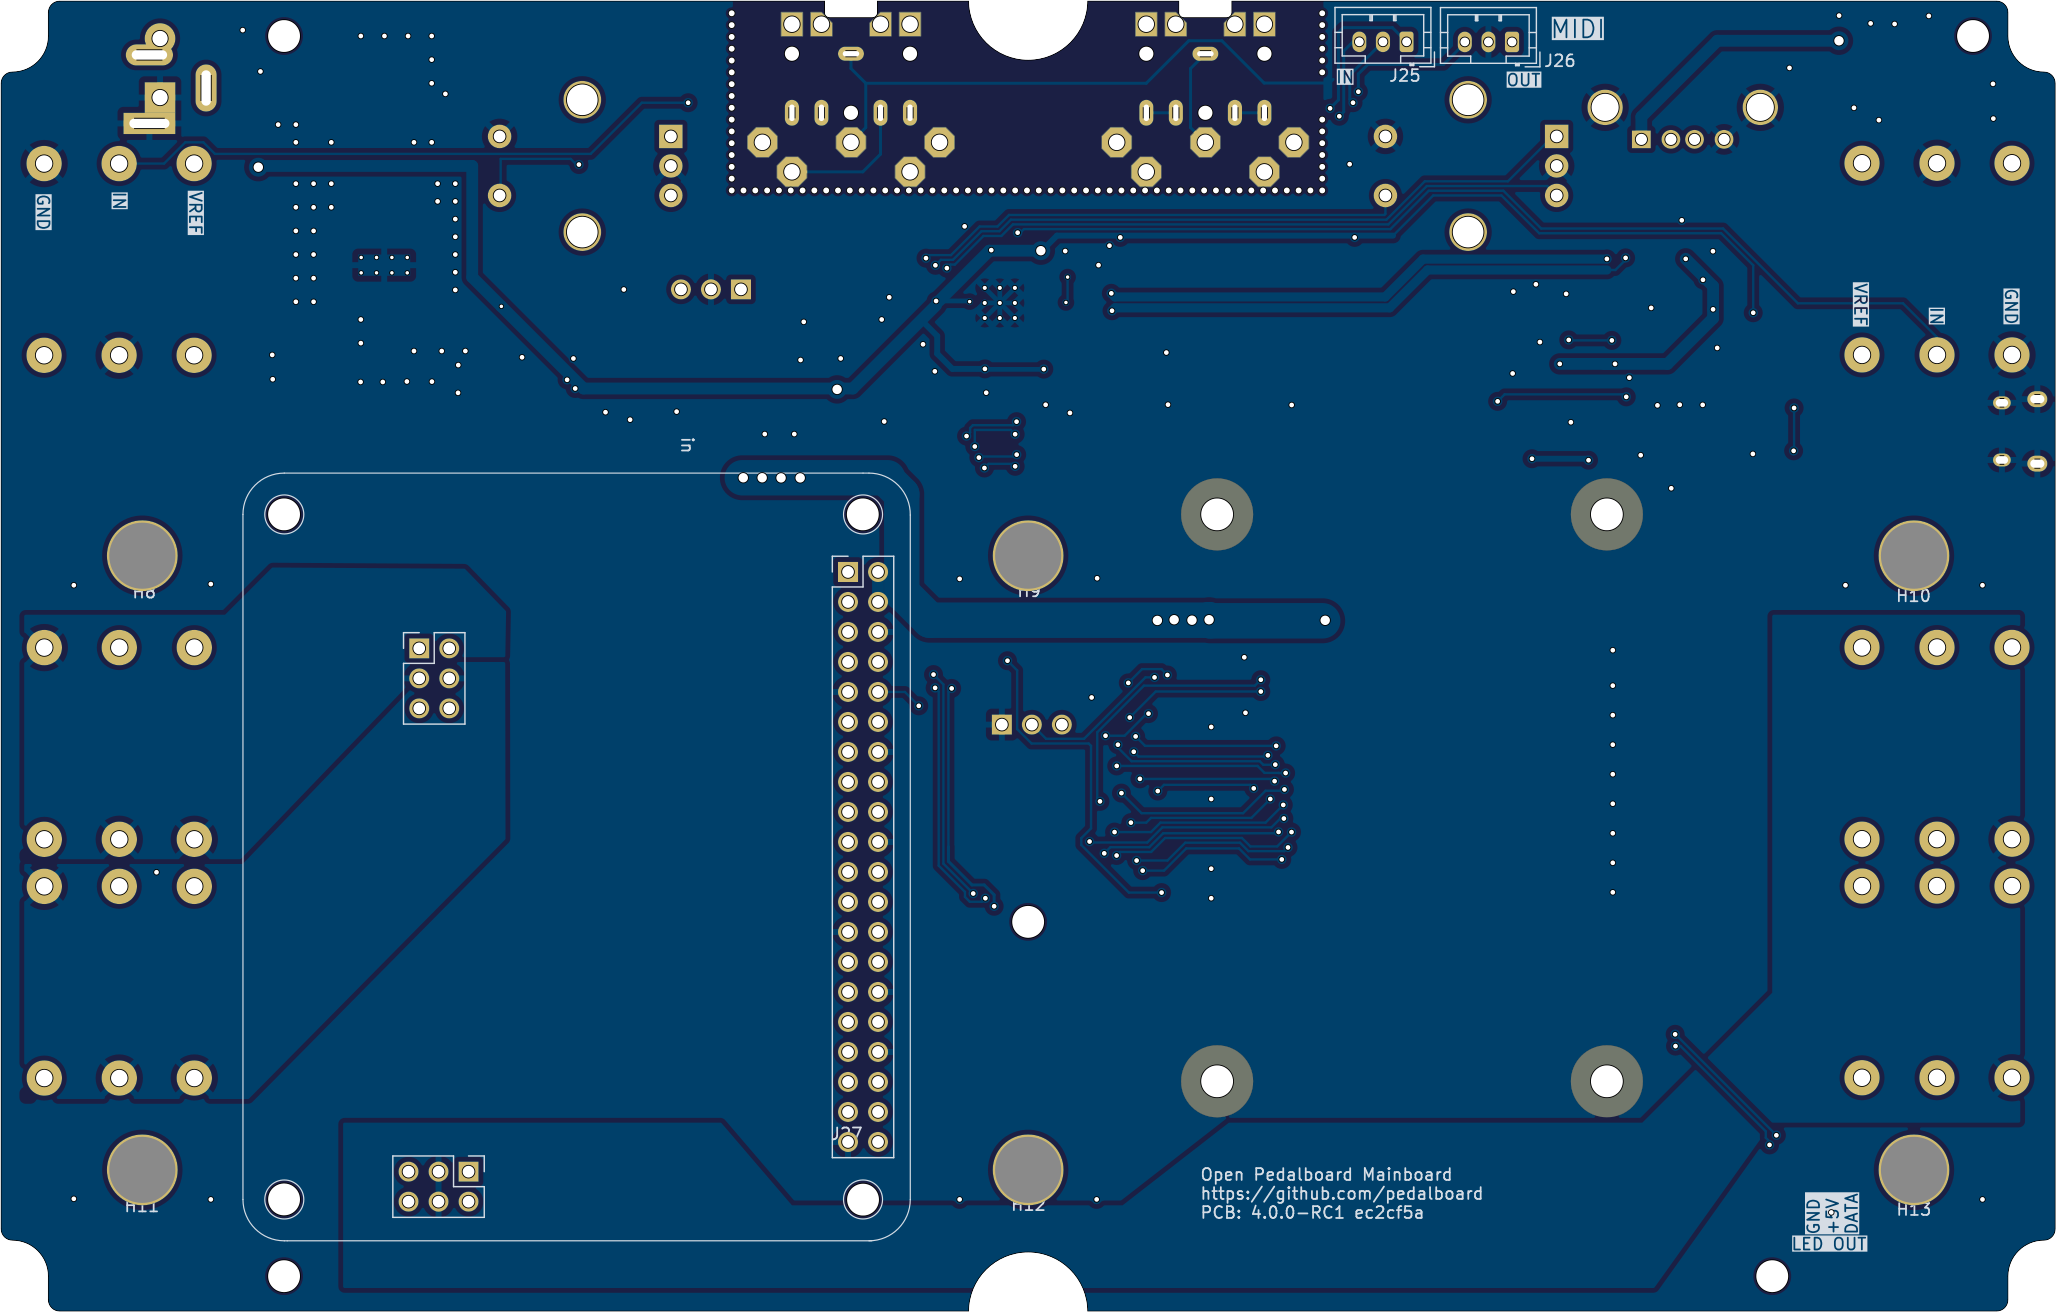 MIDI
IN
J25
J26
OUT
GND
IN
VREF
VREF
IN
GND
in
H8
H9
H10
J27
Open Pedalboard Mainboard
https://github.com/pedalboard
PCB: 4.0.0-RC1 ec2cf5a
H11
H12
H13
GND
+5V
DATA
LED OUT